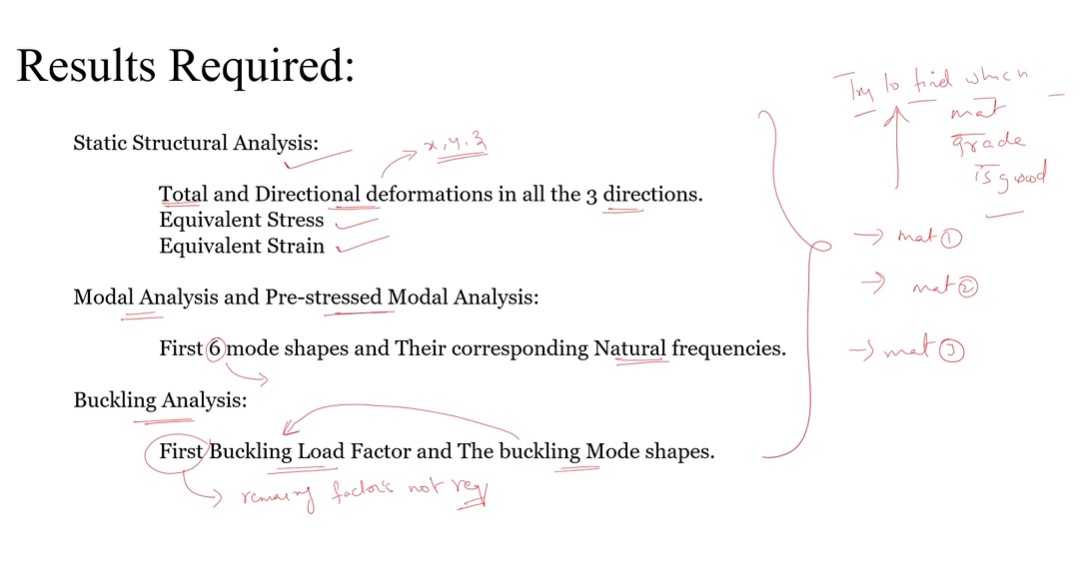 Results Required:
Try to find which
mat
grade
is good
Static Structural Analysis:
x, y, z
Total and Directional deformations in all the 3 directions.
Equivalent Stress
Equivalent Strain
→ mat ①
→ mat ②
→ mat ③
Modal Analysis and Pre-stressed Modal Analysis:
First 6 mode shapes and Their corresponding Natural frequencies.
Buckling Analysis:
First Buckling Load Factor and The buckling Mode shapes.
remaing factors not req